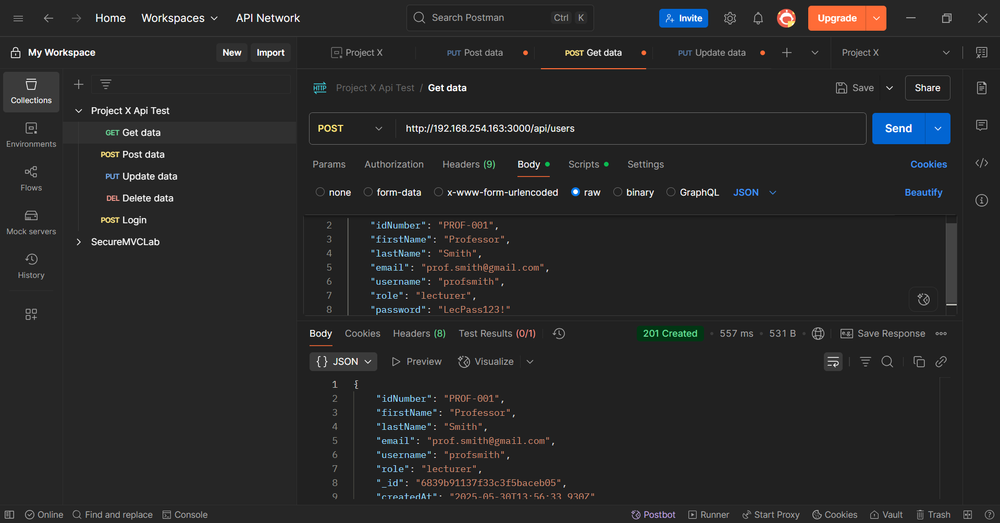 Home Workspaces API Network Search Postman Ctrl K Invite Upgrade
My Workspace New Import Project X PUT Post data POST Get data PUT Update data Project X
Collections
Environments
Flows
Mock servers
History
Project X Api Test
GET Get data
POST Post data
PUT Update data
DEL Delete data
POST Login
SecureMVCLab
HTTP Project X Api Test / Get data Save Share
POST http://192.168.254.163:3000/api/users Send
Params Authorization Headers (9) Body Scripts Settings Cookies
none form-data x-www-form-urlencoded raw binary GraphQL JSON Beautify
2 "idNumber": "PROF-001",
3 "firstName": "Professor",
4 "lastName": "Smith",
5 "email": "prof.smith@gmail.com",
6 "username": "profsmith",
7 "role": "lecturer",
8 "password": "LecPass123!"
Body Cookies Headers (8) Test Results (0/1) 201 Created 557 ms 531 B e.g. Save Response
{} JSON Preview Visualize
1 {
2 "idNumber": "PROF-001",
3 "firstName": "Professor",
4 "lastName": "Smith",
5 "email": "prof.smith@gmail.com",
6 "username": "profsmith",
7 "role": "lecturer",
8 "_id": "6839b91137f33c3f5baceb05",
9 "createdAt": "2025-05-30T13:56:33.930Z"
Online Find and replace Console Postbot Runner Start Proxy Cookies Vault Trash